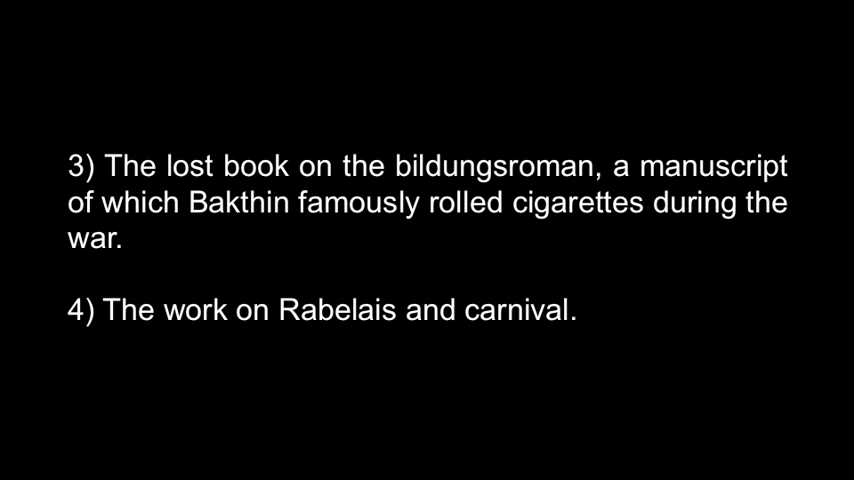 3) The lost book on the bildungsroman, a manuscript
of which Bakthin famously rolled cigarettes during the
war.
4) The work on Rabelais and carnival.